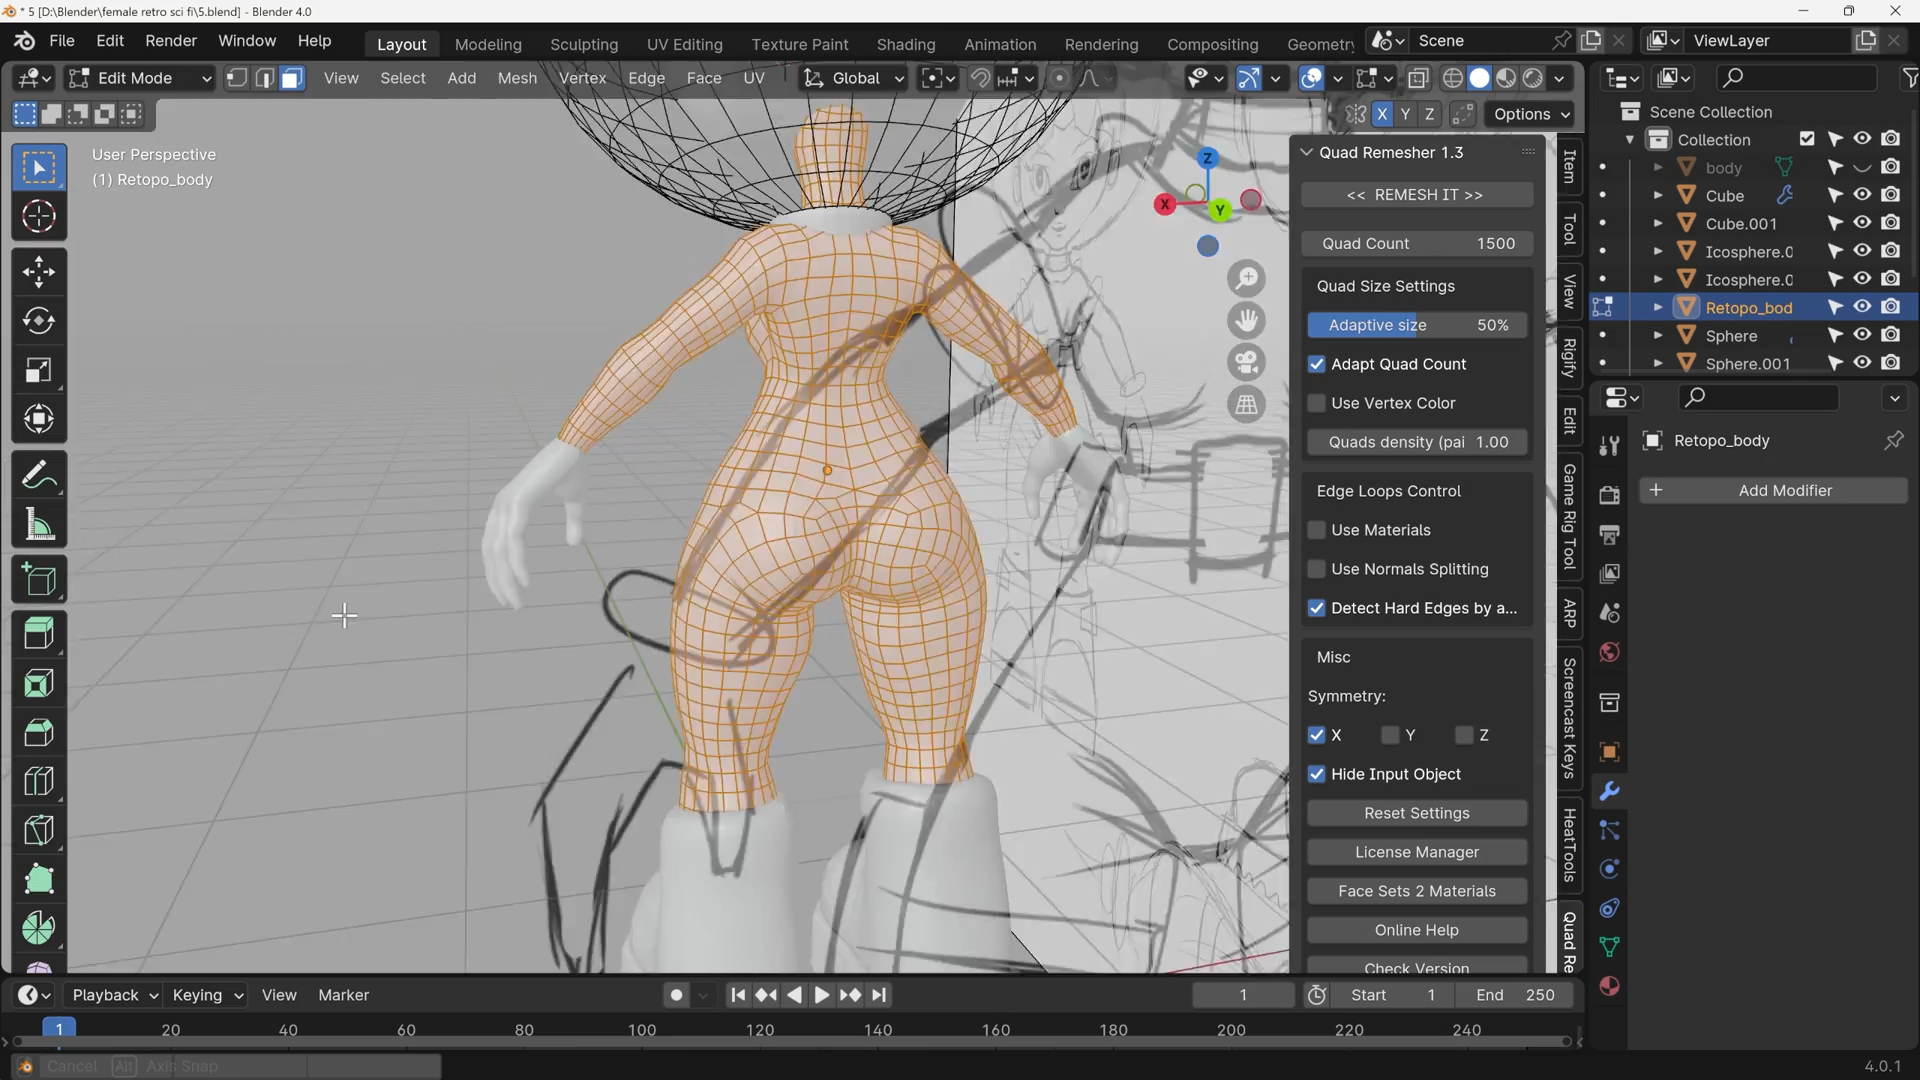 * 5 [D:\Blender\female retro sci fi\5.blend] - Blender 4.0
File Edit Render Window Help
Layout Modeling Sculpting UV Editing Texture Paint Shading Animation Rendering Compositing Geometry
Scene
ViewLayer
Edit Mode
View Select Add Mesh Vertex Edge Face UV
Global
X Y Z
Options
User Perspective
(1) Retopo_body
Z
X
Y
Quad Remesher 1.3
<< REMESH IT >>
Quad Count 1500
Quad Size Settings
Adaptive size 50%
Adapt Quad Count
Use Vertex Color
Quads density (pai 1.00
Edge Loops Control
Use Materials
Use Normals Splitting
Detect Hard Edges by a...
Misc
Symmetry:
X Y Z
Hide Input Object
Reset Settings
License Manager
Face Sets 2 Materials
Online Help
Check Version
Item
Tool
View
Rigify
Edit
Game Rig Tool
ARP
Screencast Keys
HeatTools
Quad Re
Scene Collection
Collection
body
Cube
Cube.001
Icosphere.0
Icosphere.0
Retopo_bod
Sphere
Sphere.001
Retopo_body
Add Modifier
Playback Keying View Marker
1
Start 1
End 250
1 20 40 60 80 100 120 140 160 180 200 220 240
Cancel Alt Axis Snap
4.0.1